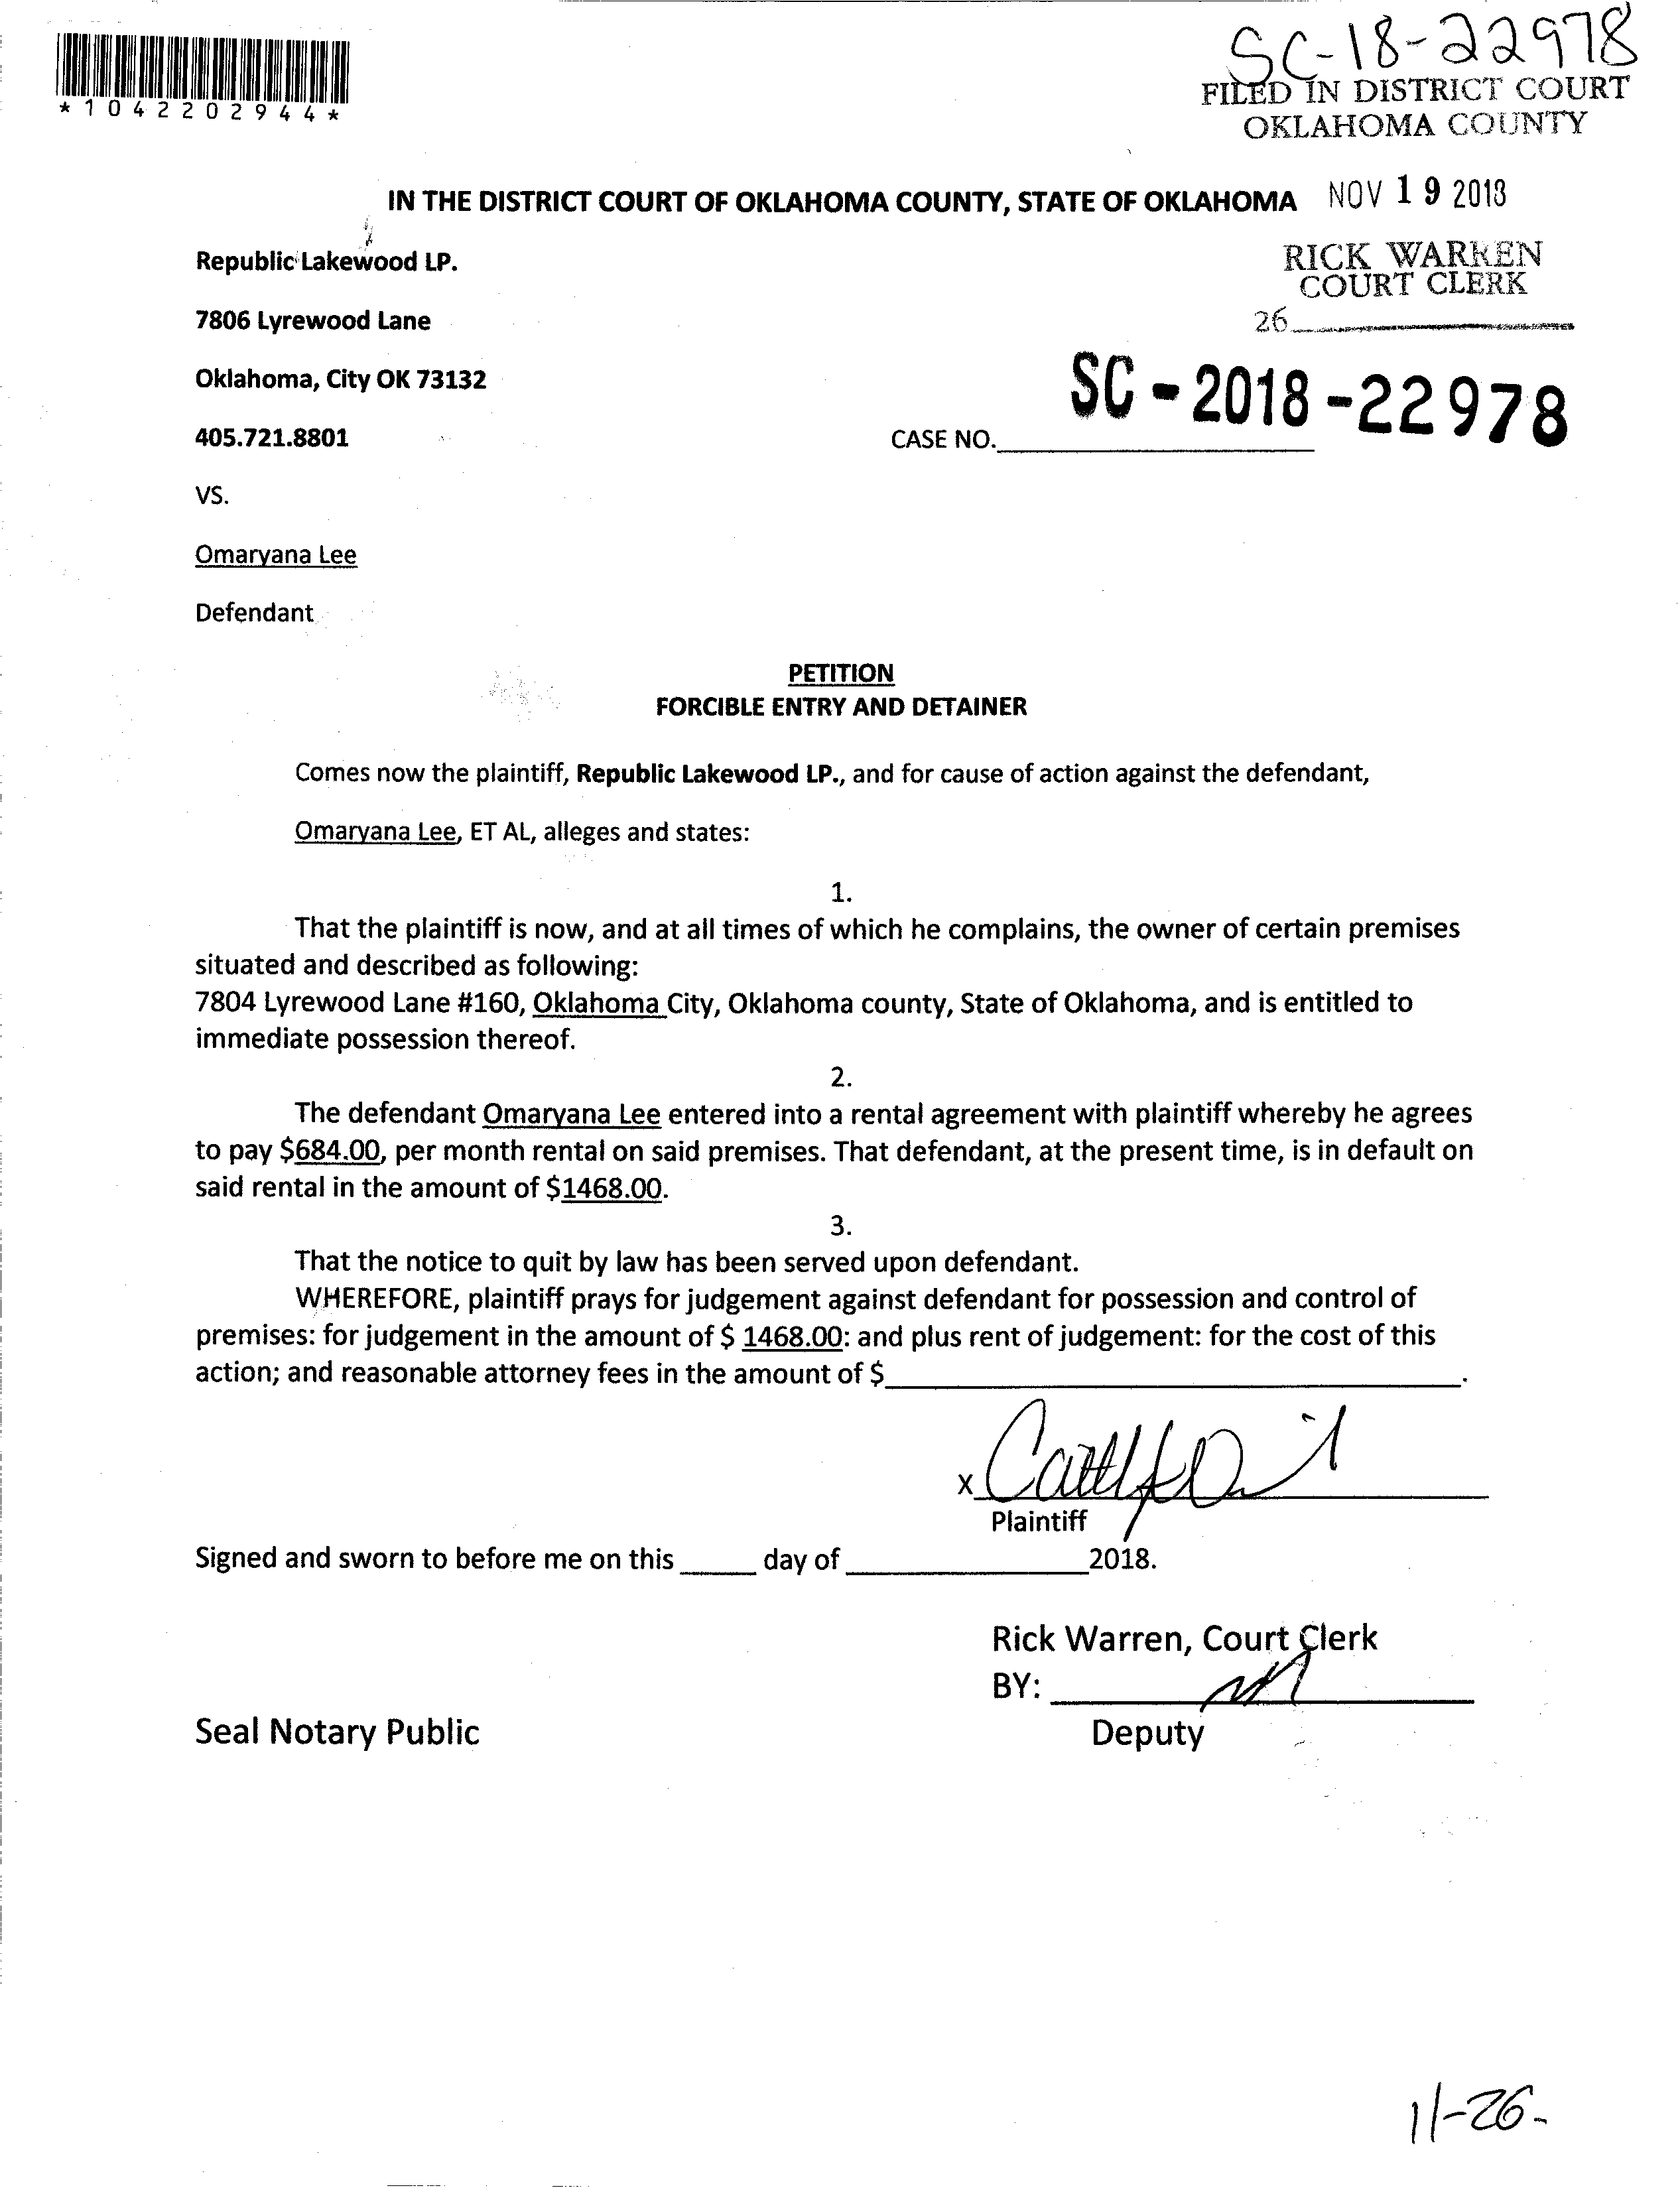 SC-18-22978
*1042202944*
FILED IN DISTRICT COURT
OKLAHOMA COUNTY
IN THE DISTRICT COURT OF OKLAHOMA COUNTY, STATE OF OKLAHOMA NOV 19 2018
Republic Lakewood LP.
RICK WARREN
COURT CLERK
7806 Lyrewood Lane
26
Oklahoma, City OK 73132
SC-2018-22978
405.721.8801
CASE NO.
VS.
Omaryana Lee
Defendant
PETITION
FORCIBLE ENTRY AND DETAINER
Comes now the plaintiff, Republic Lakewood LP., and for cause of action against the defendant,
Omaryana Lee, ET AL, alleges and states:
1.
That the plaintiff is now, and at all times of which he complains, the owner of certain premises
situated and described as following:
7804 Lyrewood Lane #160, Oklahoma City, Oklahoma county, State of Oklahoma, and is entitled to
immediate possession thereof.
2.
The defendant Omaryana Lee entered into a rental agreement with plaintiff whereby he agrees
to pay $684.00, per month rental on said premises. That defendant, at the present time, is in default on
said rental in the amount of $1468.00.
3.
That the notice to quit by law has been served upon defendant.
WHEREFORE, plaintiff prays for judgement against defendant for possession and control of
premises: for judgement in the amount of $ 1468.00: and plus rent of judgement: for the cost of this
action; and reasonable attorney fees in the amount of $ .
X
Plaintiff
Signed and sworn to before me on this _____ day of _____ 2018.
Rick Warren, Court Clerk
BY:
Seal Notary Public
Deputy
11-26-